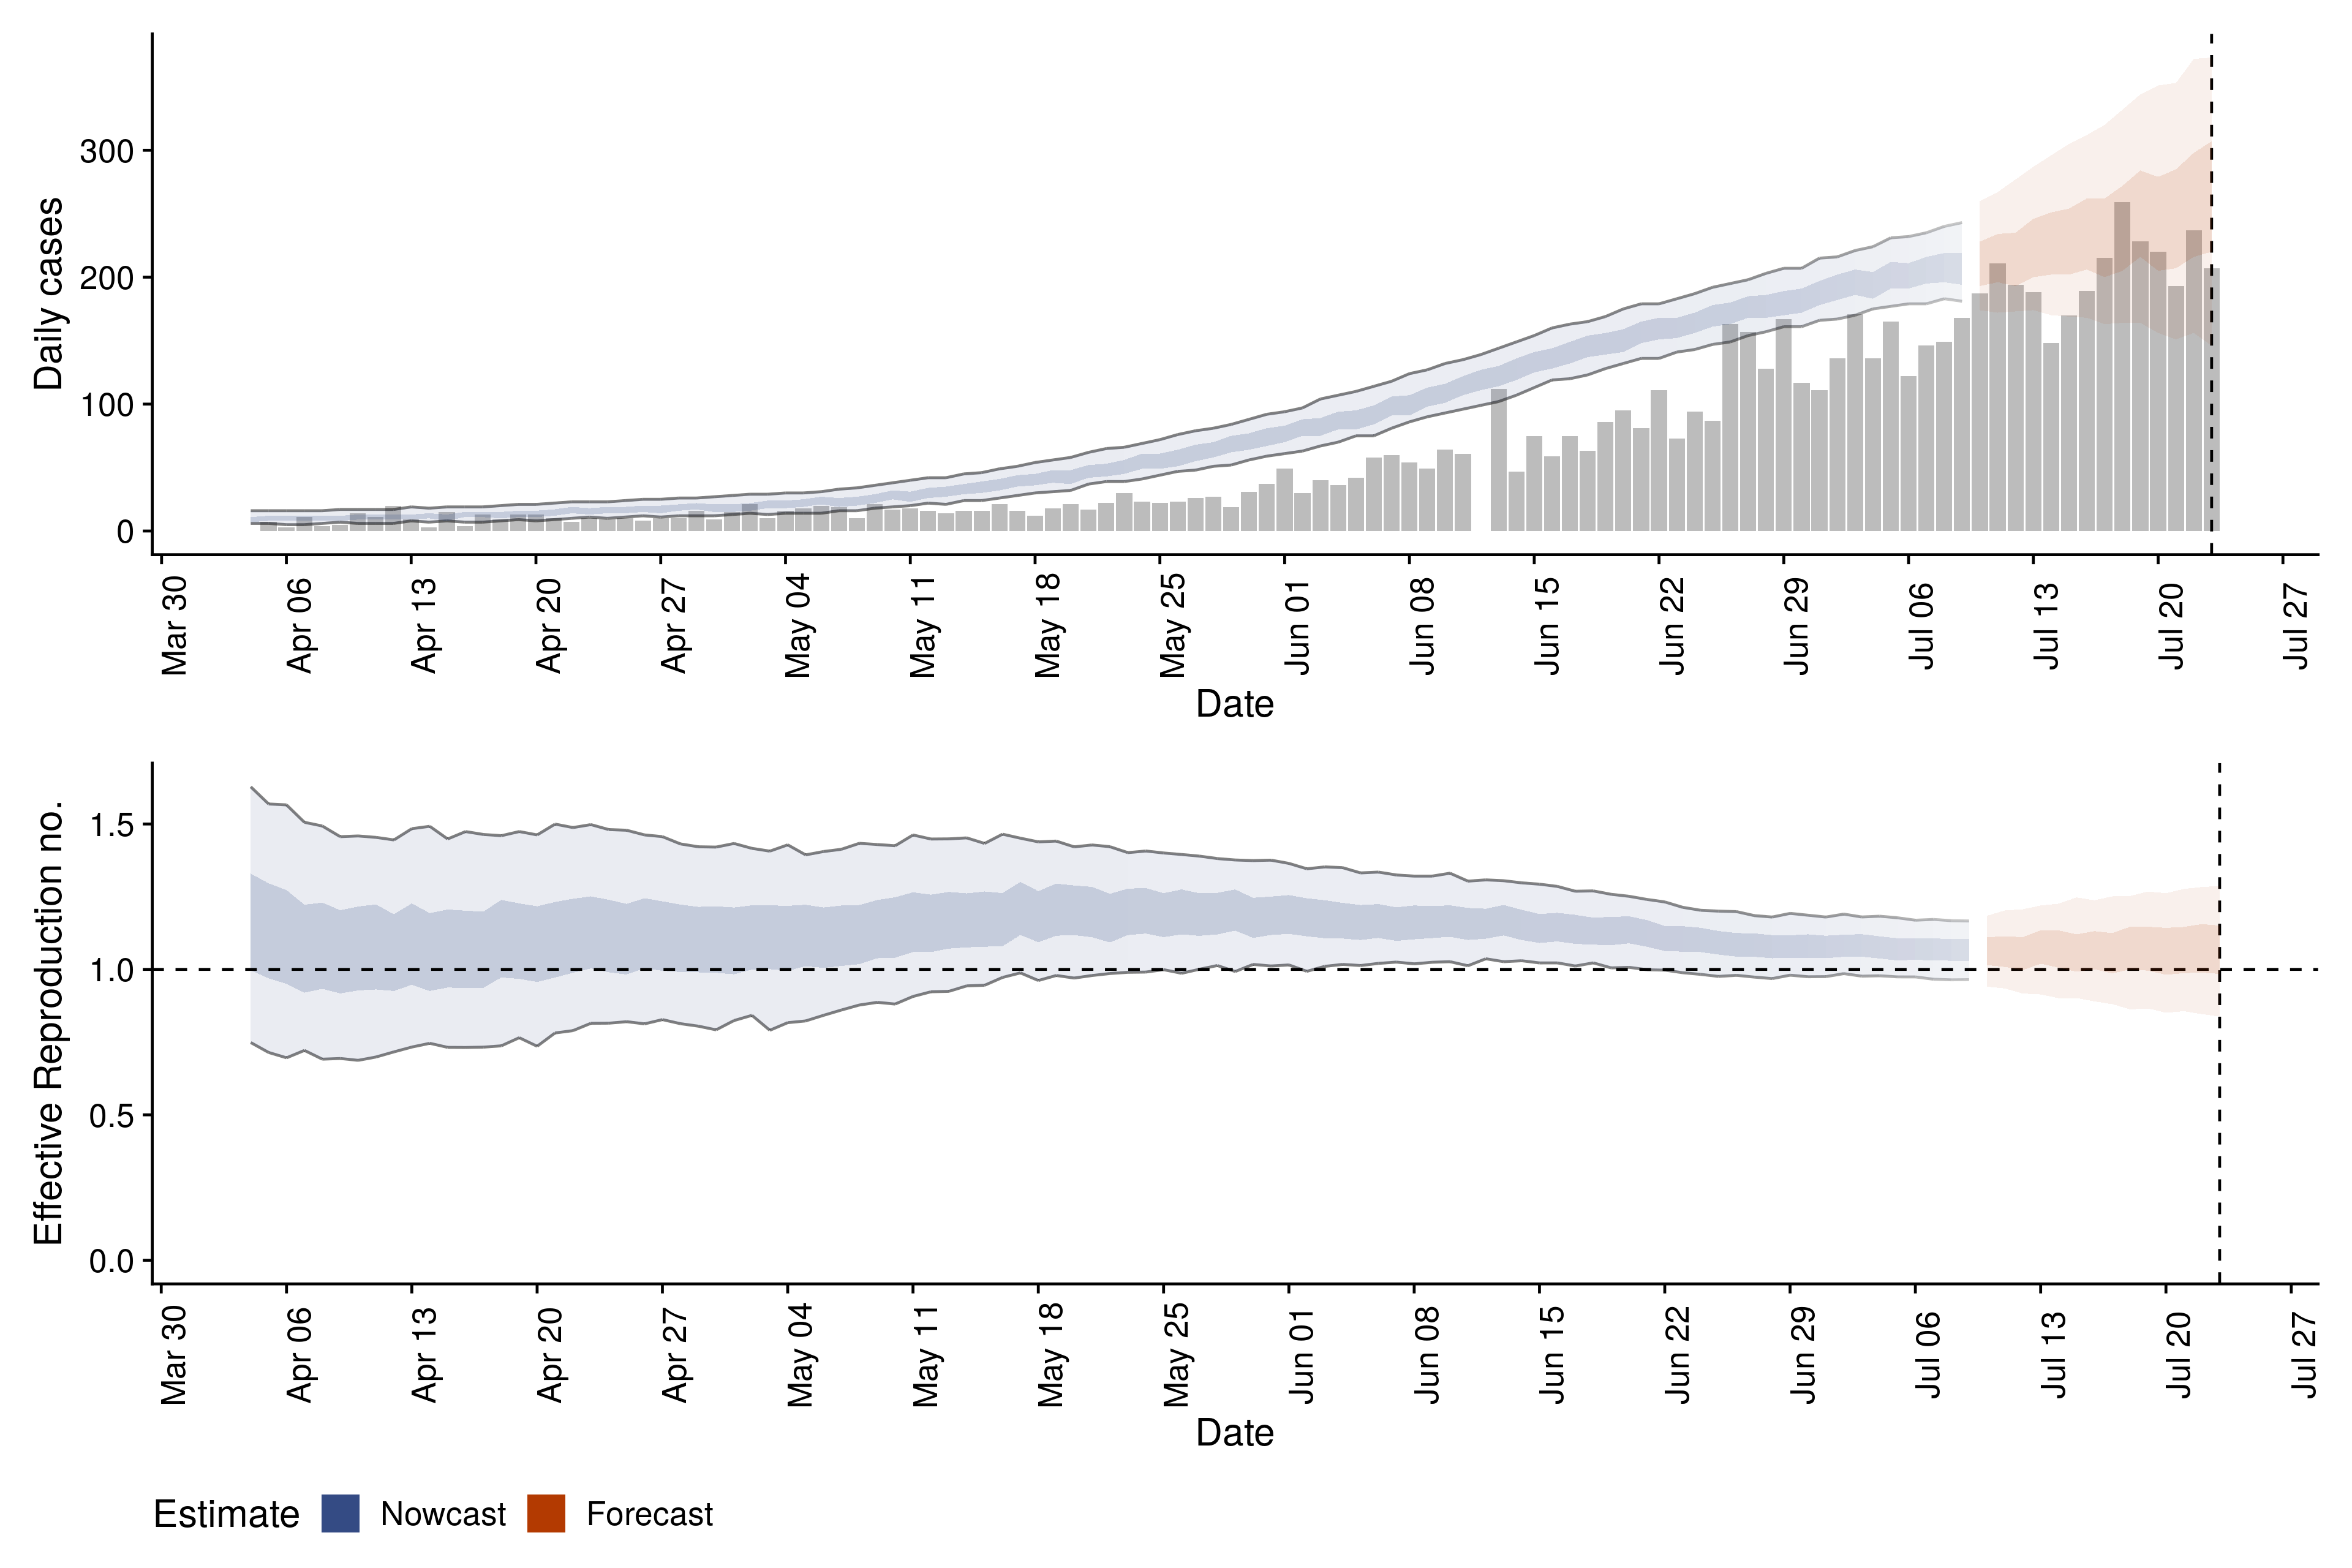 Daily cases
300
200
100
0
Mar 30
Apr 06
Apr 13
Apr 20
Apr 27
May 04
May 11
May 18
May 25
Jun 01
Jun 08
Jun 15
Jun 22
Jun 29
Jul 06
Jul 13
Jul 20
Jul 27
Date
Effective Reproduction no.
1.5
1.0
0.5
0.0
Mar 30
Apr 06
Apr 13
Apr 20
Apr 27
May 04
May 11
May 18
May 25
Jun 01
Jun 08
Jun 15
Jun 22
Jun 29
Jul 06
Jul 13
Jul 20
Jul 27
Date
Estimate Nowcast Forecast